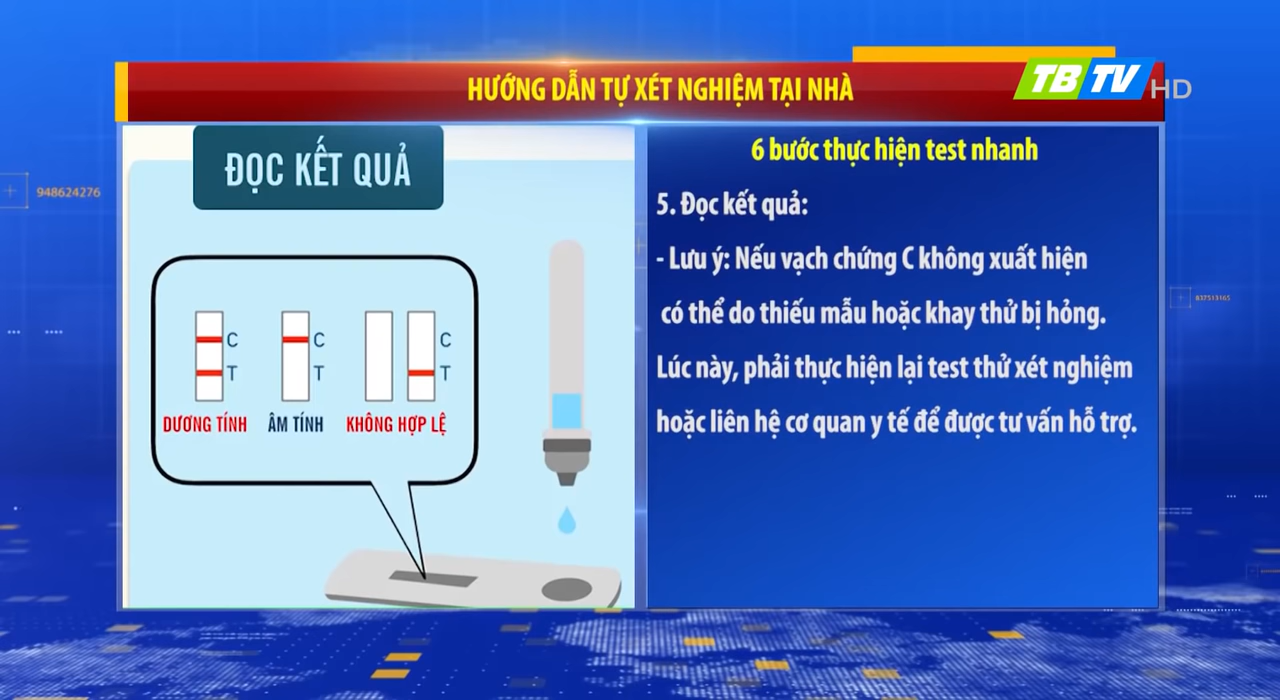 HƯỚNG DẪN TỰ XÉT NGHIỆM TẠI NHÀ
TBTV HD
ĐỌC KẾT QUẢ
948624276
C
T
C
T
C
T
DƯƠNG TÍNH
ÂM TÍNH
KHÔNG HỢP LỆ
6 bước thực hiện test nhanh
5. Đọc kết quả:
- Lưu ý: Nếu vạch chứng C không xuất hiện
có thể do thiếu mẫu hoặc khay thử bị hỏng.
Lúc này, phải thực hiện lại test thử xét nghiệm
hoặc liên hệ cơ quan y tế để được tư vấn hỗ trợ.
837513165